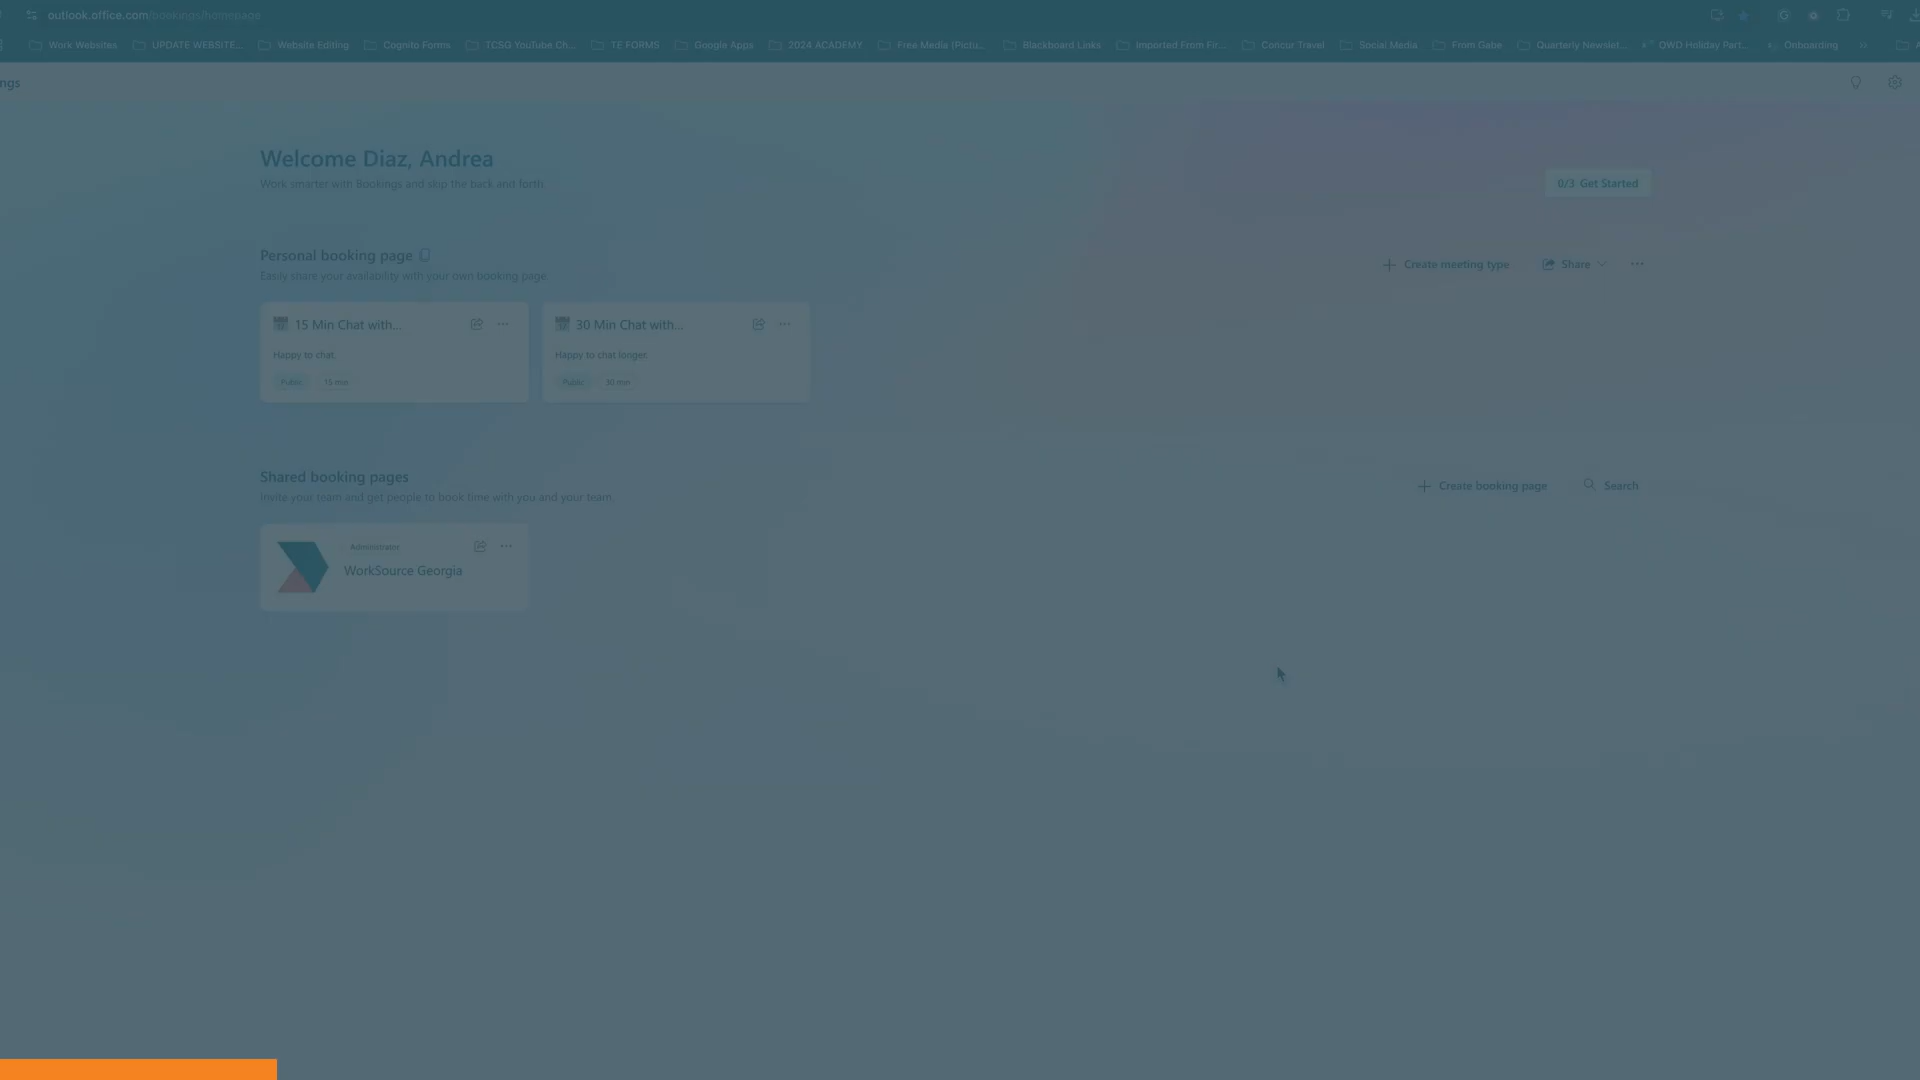 outlook.office.com/bookings/homepage
Work Websites UPDATE WEBSITE... Website Editing Cognito Forms TCSG YouTube Ch... TE FORMS Google Apps 2024 ACADEMY Free Media (Pictu... Blackboard Links Imported From Fir... Concur Travel Social Media From Gabe Quarterly Newslet... OWD Holiday Part... Onboarding
ngs
Welcome Diaz, Andrea
Work smarter with Bookings and skip the back and forth.
0/3 Get Started
Personal booking page
Easily share your availability with your own booking page.
Create meeting type Share
15 Min Chat with...
Happy to chat.
Public 15 min
30 Min Chat with...
Happy to chat longer.
Public 30 min
Shared booking pages
Invite your team and get people to book time with you and your team.
Create booking page Search
Administrator
WorkSource Georgia